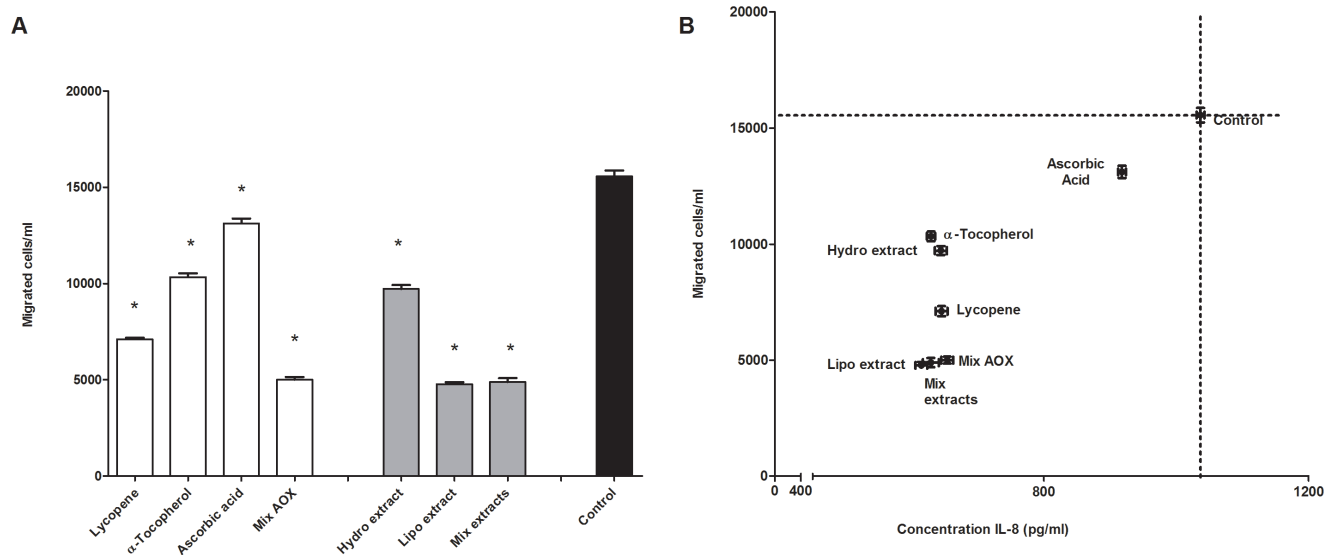 A
20000
15000
10000
5000
0
Migrated cells/ml
*
*
*
*
*
*
*
Lycopene
α-Tocopherol
Ascorbic acid
Mix AOX
Hydro extract
Lipo extract
Mix extracts
Control
B
20000
15000
10000
5000
0
Migrated cells/ml
Control
Ascorbic
Acid
α-Tocopherol
Hydro extract
Lycopene
Lipo extract
Mix AOX
Mix
extracts
0 400 800 1200
Concentration IL-8 (pg/ml)